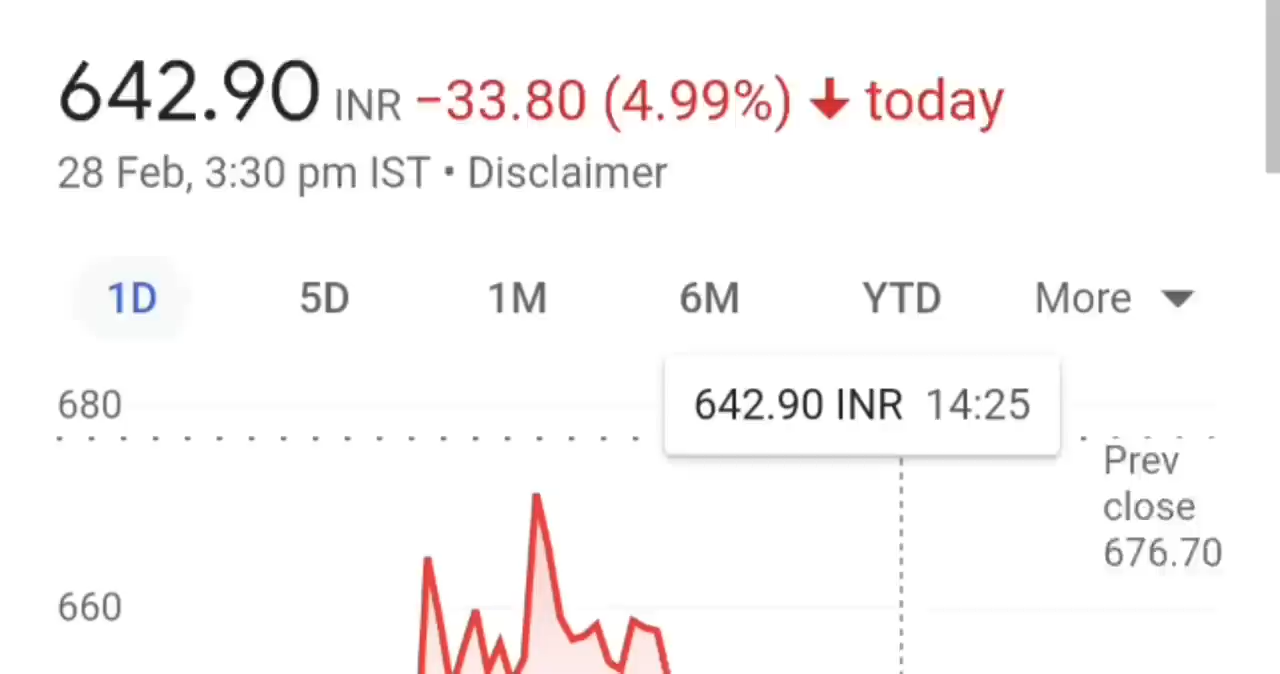 642.90 INR −33.80 (4.99%) ↓ today
28 Feb, 3:30 pm IST • Disclaimer
1D 5D 1M 6M YTD More
642.90 INR 14:25
680
Prev
close
676.70
660